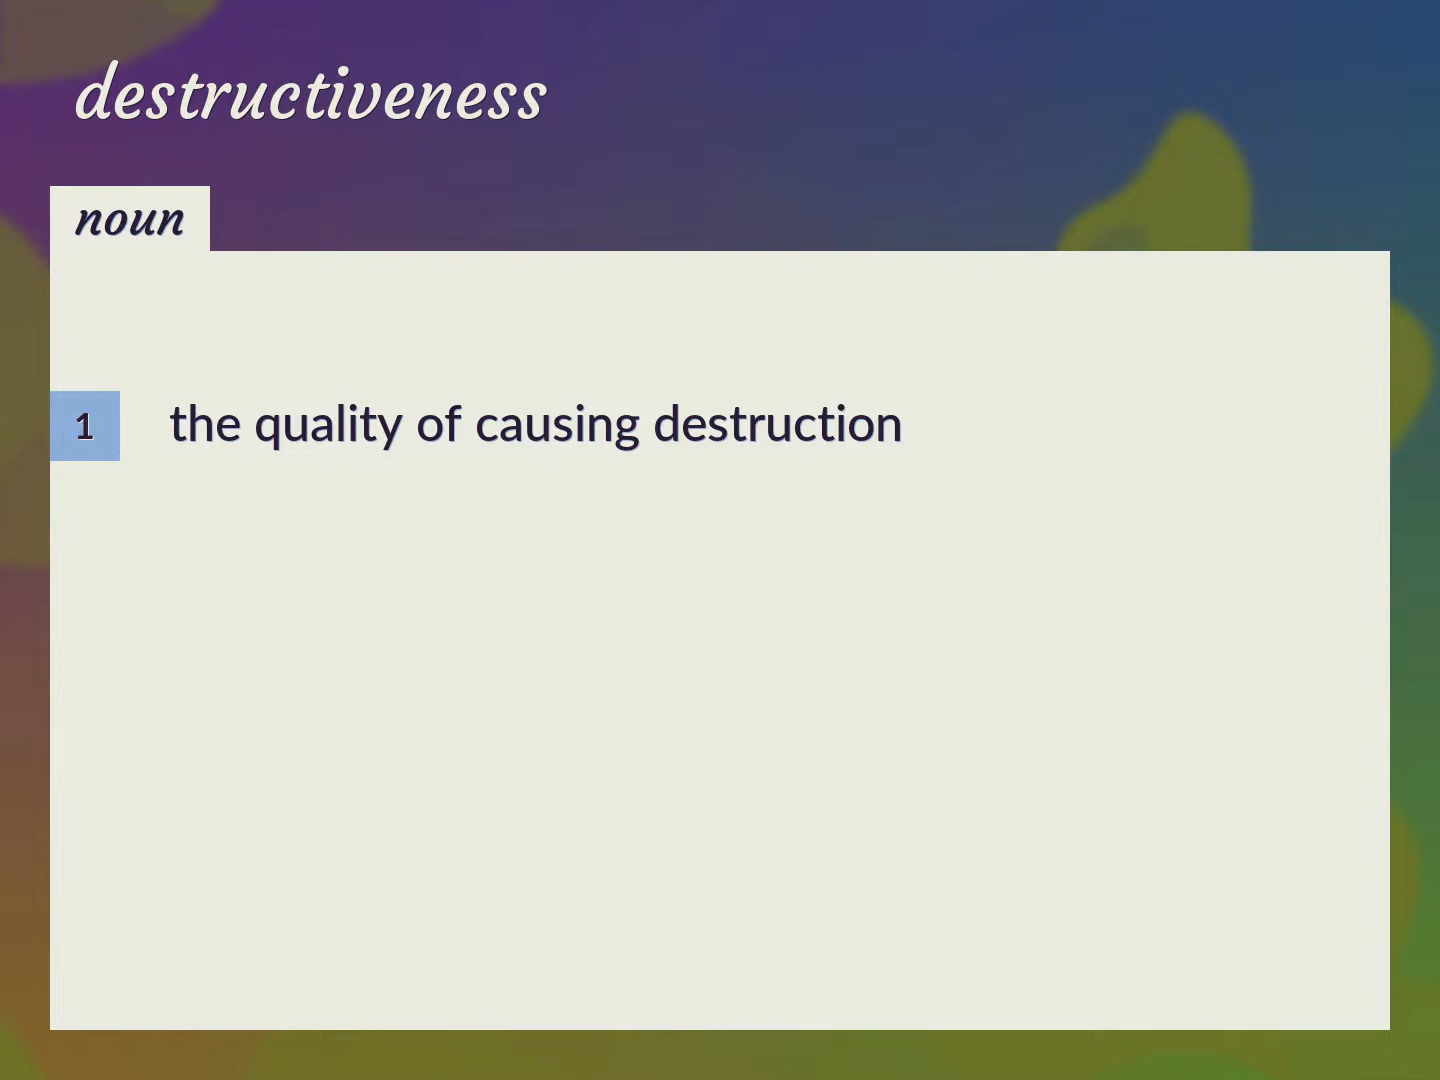 destructiveness
noun
1 the quality of causing destruction